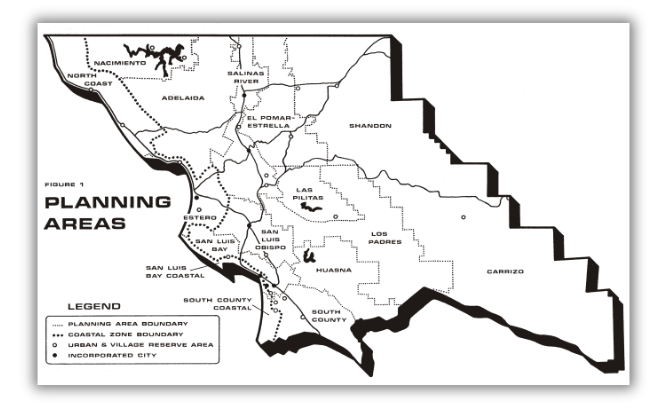 NACIMIENTO
NORTH
COAST
SALINAS
RIVER
ADELAIDA
EL POMAR-
ESTRELLA
SHANDON
FIGURE 1
PLANNING
AREAS
LAS
PILITAS
ESTERO
SAN LUIS
BAY
SAN
LUIS
OBISPO
LOS
PADRES
SAN LUIS
BAY COASTAL
HUASNA
CARRIZO
SOUTH COUNTY
COASTAL
SOUTH
COUNTY
LEGEND
PLANNING AREA BOUNDARY
COASTAL ZONE BOUNDARY
URBAN & VILLAGE RESERVE AREA
INCORPORATED CITY